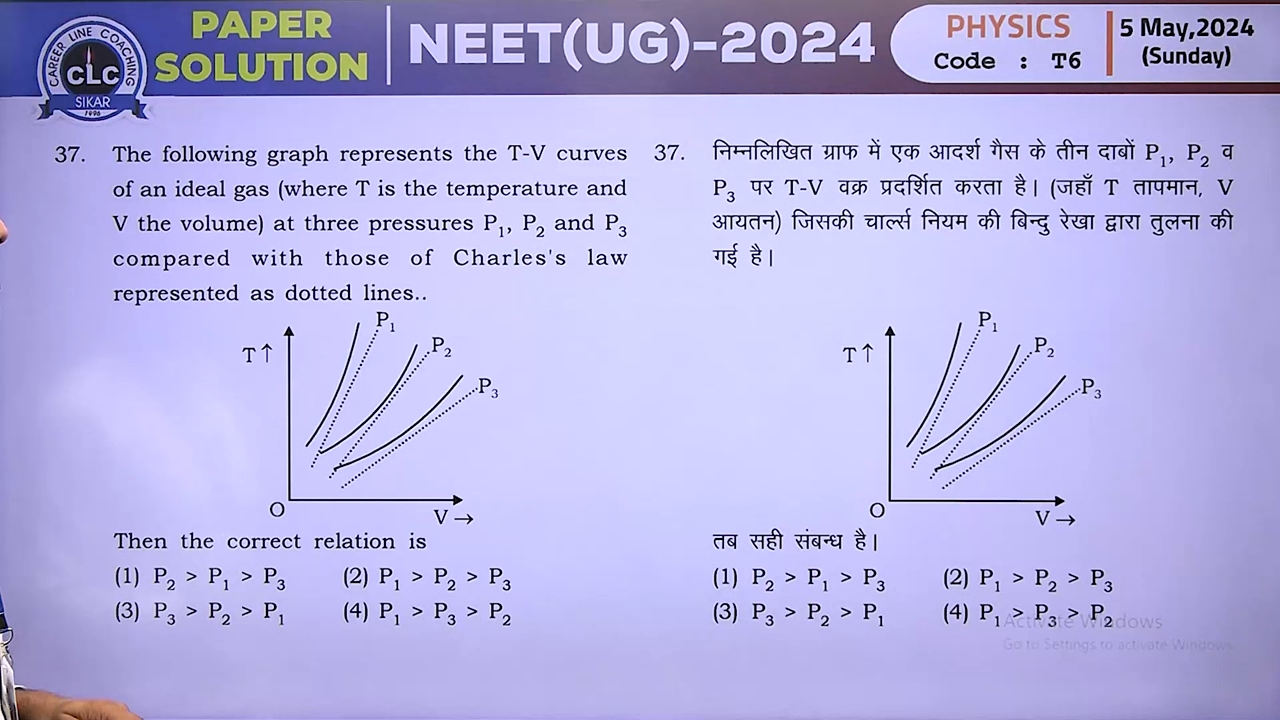 CAREER LINE COACHING
CLC
SIKAR
1996
PAPER
SOLUTION
NEET(UG)-2024
PHYSICS
Code : T6
5 May,2024
(Sunday)
37. The following graph represents the T-V curves
of an ideal gas (where T is the temperature and
V the volume) at three pressures P₁, P₂ and P₃
compared with those of Charles's law
represented as dotted lines..
T↑
P₁
P₂
P₃
O
V→
Then the correct relation is
(1) P₂ > P₁ > P₃ (2) P₁ > P₂ > P₃
(3) P₃ > P₂ > P₁ (4) P₁ > P₃ > P₂
37. निम्नलिखित ग्राफ में एक आदर्श गैस के तीन दाबों P₁, P₂ व
P₃ पर T-V वक्र प्रदर्शित करता है। (जहाँ T तापमान, V
आयतन) जिसकी चार्ल्स नियम की बिन्दु रेखा द्वारा तुलना की
गई है।
T↑
P₁
P₂
P₃
O
V→
तब सही संबन्ध है।
(1) P₂ > P₁ > P₃ (2) P₁ > P₂ > P₃
(3) P₃ > P₂ > P₁ (4) P₁ > P₃ > P₂
Activate Windows
Go to Settings to activate Windows.